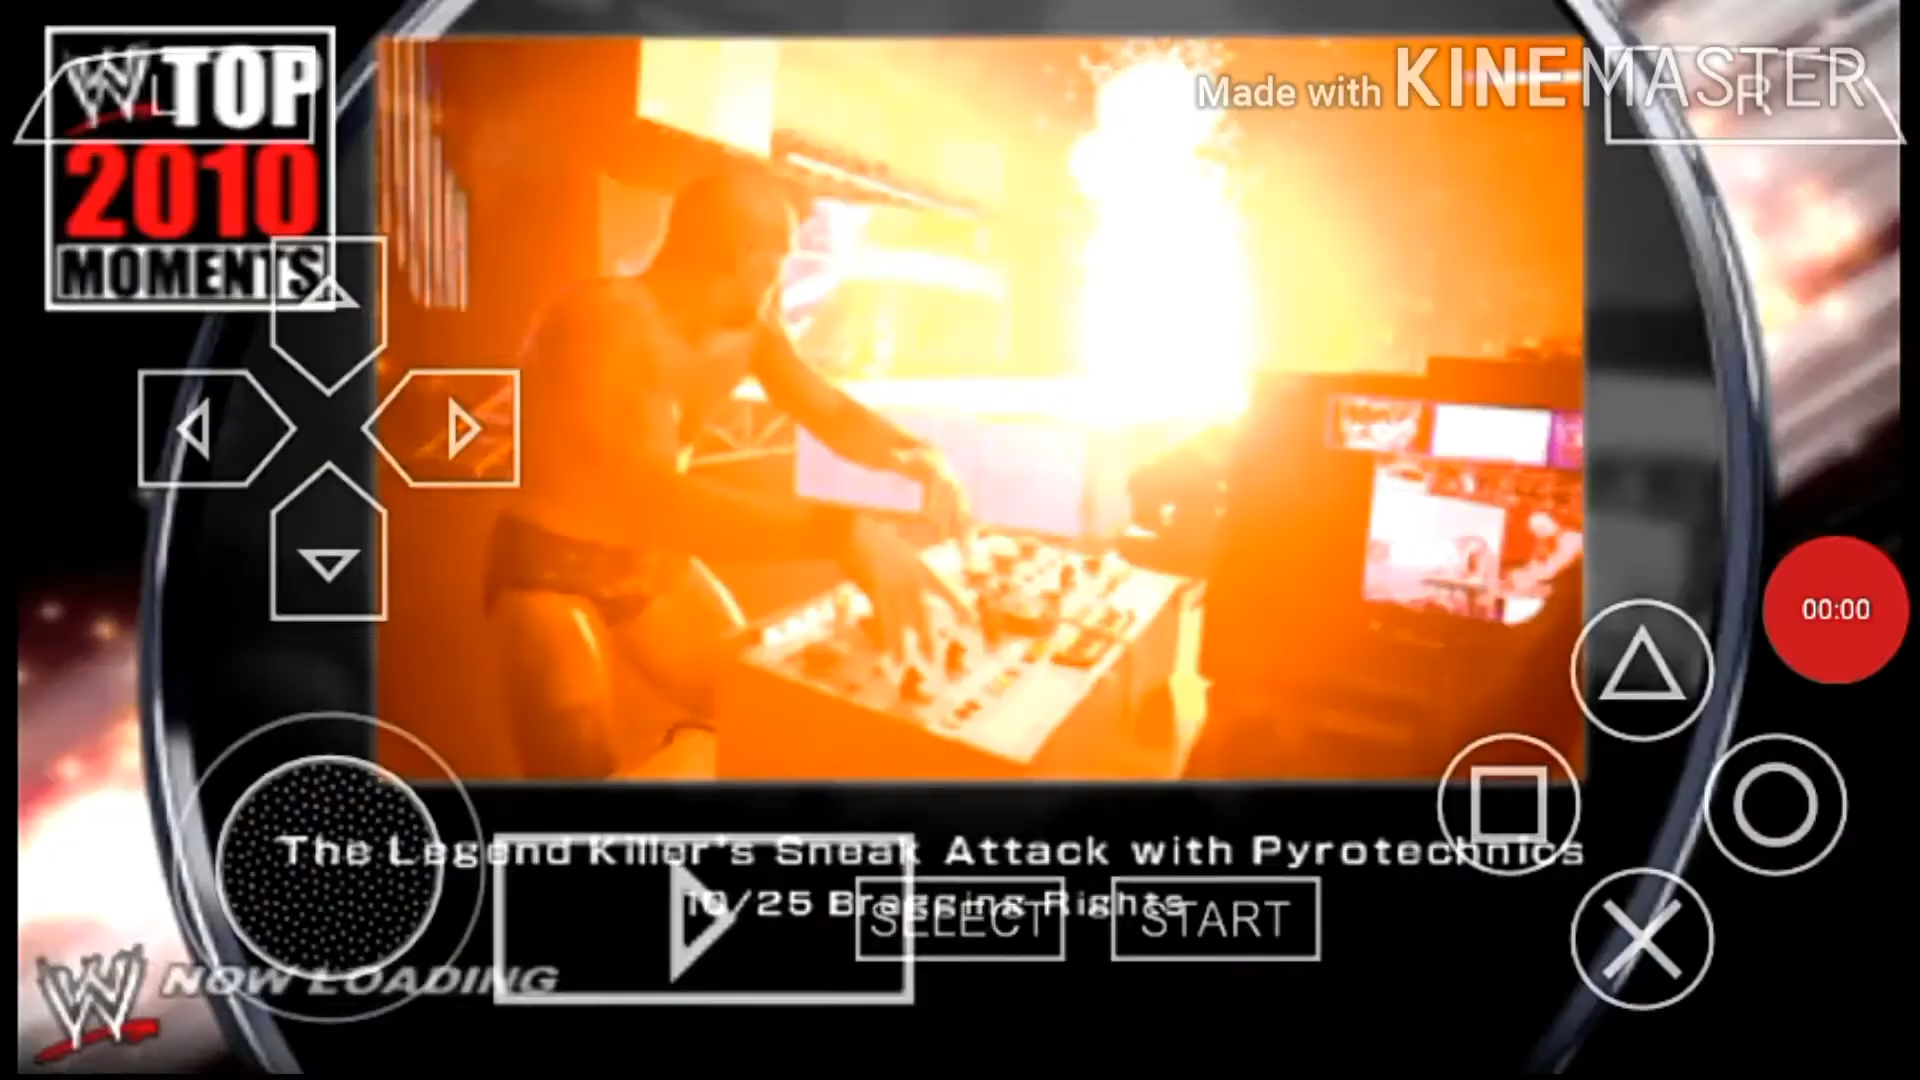 W TOP
2010
MOMENTS
L
Made with KINEMASTER
R
00:00
The Legend Killer's Sneak Attack with Pyrotechnics
10/25 Bragging Rights
SELECT
START
W NOW LOADING